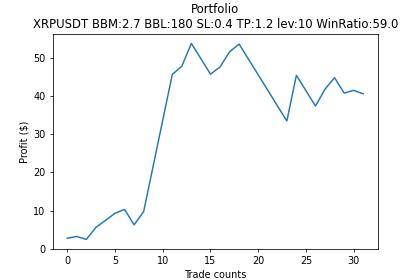 Portfolio
XRPUSDT BBM:2.7 BBL:180 SL:0.4 TP:1.2 lev:10 WinRatio:59.0
50
40
30
20
10
0
Profit ($)
0 5 10 15 20 25 30
Trade counts